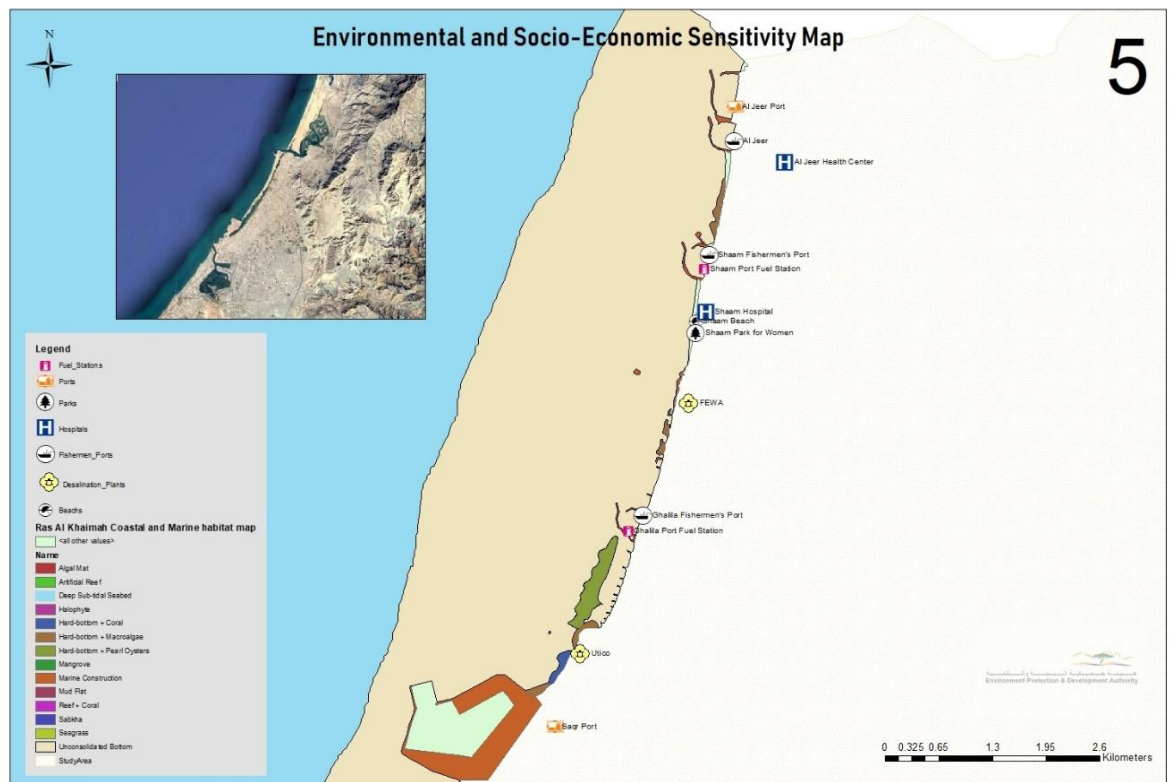 Environmental and Socio-Economic Sensitivity Map
5
N
Al Jeer Port
Al Jeer
Al Jeer Health Center
Shaam Fishermen's Port
Shaam Port Fuel Station
Shaam Hospital
Shaam Beach
Shaam Park for Women
FEWA
Ghalila Fishermen's Port
Ghalila Port Fuel Station
Utico
Saqr Port
Legend
Fuel_Stations
Ports
Parks
Hospitals
Fishermen_Ports
Desalination_Plants
Beachs
Ras Al Khaimah Coastal and Marine habitat map
<all other values>
Name
Algal Mat
Artificial Reef
Deep Sub-tidal Seabed
Halophyte
Hard-bottom + Coral
Hard-bottom + Macroalgae
Hard-bottom + Pearl Oysters
Mangrove
Marine Construction
Mud Flat
Reef + Coral
Sabkha
Seagrass
Unconsolidated Bottom
StudyArea
Environment Protection & Development Authority
0 0.325 0.65 1.3 1.95 2.6
Kilometers